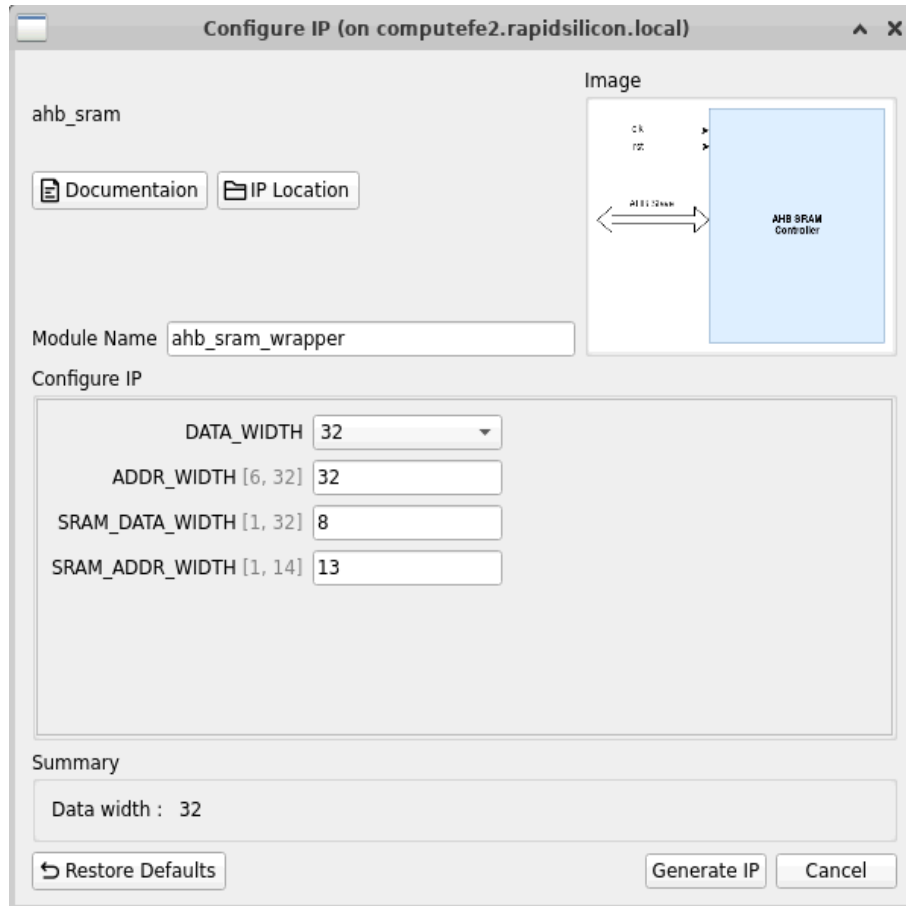 Configure IP (on computefe2.rapidsilicon.local)
ahb_sram
Image
clk
rst
AHB Slave
AHB SRAM
Controller
Documentaion
IP Location
Module Name ahb_sram_wrapper
Configure IP
DATA_WIDTH 32
ADDR_WIDTH [6, 32] 32
SRAM_DATA_WIDTH [1, 32] 8
SRAM_ADDR_WIDTH [1, 14] 13
Summary
Data width : 32
Restore Defaults
Generate IP
Cancel